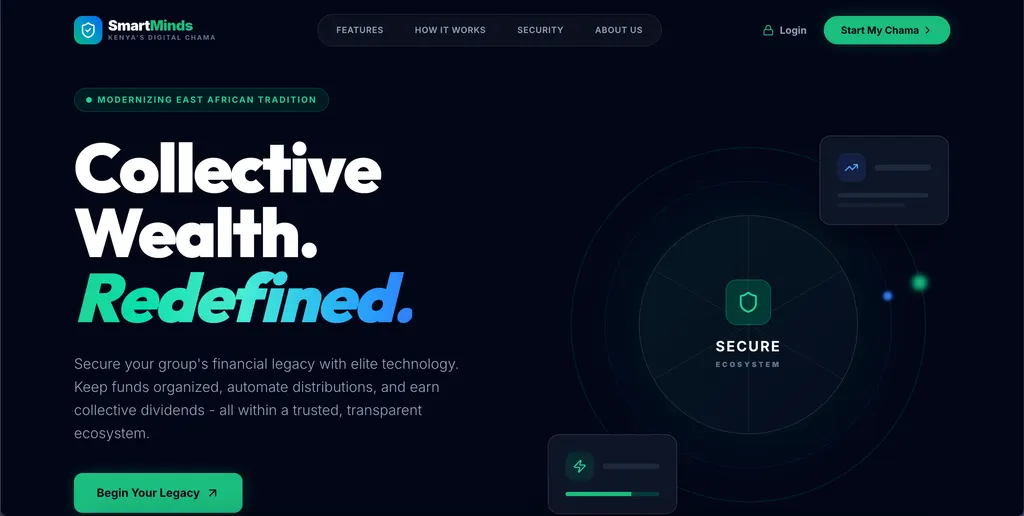 SmartMinds
KENYA'S DIGITAL CHAMA
FEATURES
HOW IT WORKS
SECURITY
ABOUT US
Login
Start My Chama
MODERNIZING EAST AFRICAN TRADITION
Collective
Wealth.
Redefined.
Secure your group's financial legacy with elite technology.
Keep funds organized, automate distributions, and earn
collective dividends - all within a trusted, transparent
ecosystem.
Begin Your Legacy
SECURE
ECOSYSTEM